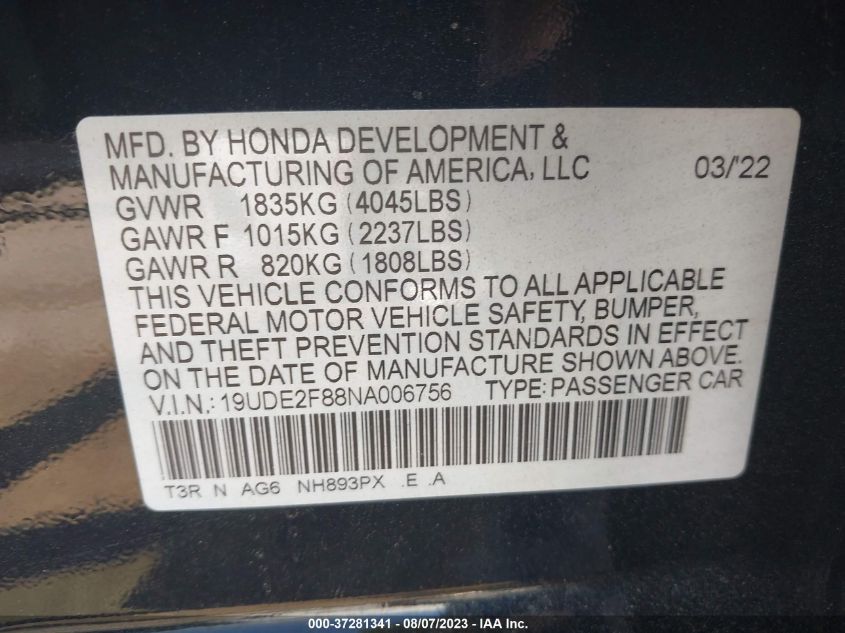 MFD. BY HONDA DEVELOPMENT &
MANUFACTURING OF AMERICA, LLC 03/'22
GVWR 1835KG (4045LBS)
GAWR F 1015KG (2237LBS)
GAWR R 820KG (1808LBS)
THIS VEHICLE CONFORMS TO ALL APPLICABLE
FEDERAL MOTOR VEHICLE SAFETY, BUMPER,
AND THEFT PREVENTION STANDARDS IN EFFECT
ON THE DATE OF MANUFACTURE SHOWN ABOVE.
V.I.N.: 19UDE2F88NA006756 TYPE: PASSENGER CAR
T3R N AG6 NH893PX .E .A
000-37281341 - 08/07/2023 - IAA Inc.